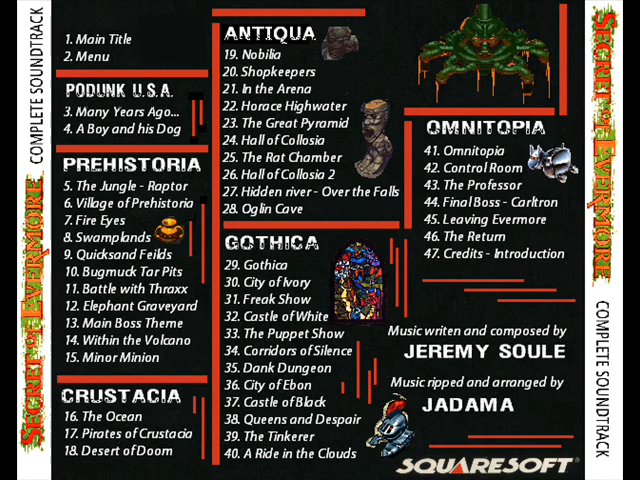 COMPLETE SOUNDTRACK
SECRET OF EVERMORE
1. Main Title
2. Menu
PODUNK U.S.A.
3. Many Years Ago...
4. A Boy and his Dog
PREHISTORIA
5. The Jungle - Raptor
6. Village of Prehistoria
7. Fire Eyes
8. Swamplands
9. Quicksand Feilds
10. Bugmuck Tar Pits
11. Battle with Thraxx
12. Elephant Graveyard
13. Main Boss Theme
14. Within the Volcano
15. Minor Minion
CRUSTACIA
16. The Ocean
17. Pirates of Crustacia
18. Desert of Doom
ANTIQUA
19. Nobilia
20. Shopkeepers
21. In the Arena
22. Horace Highwater
23. The Great Pyramid
24. Hall of Collosia
25. The Rat Chamber
26. Hall of Collosia 2
27. Hidden river - Over the Falls
28. Oglin Cave
GOTHICA
29. Gothica
30. City of Ivory
31. Freak Show
32. Castle of White
33. The Puppet Show
34. Corridors of Silence
35. Dank Dungeon
36. City of Ebon
37. Castle of Black
38. Queens and Despair
39. The Tinkerer
40. A Ride in the Clouds
OMNITOPIA
41. Omnitopia
42. Control Room
43. The Professor
44. Final Boss - Carltron
45. Leaving Evermore
46. The Return
47. Credits - Introduction
Music writen and composed by
JEREMY SOULE
Music ripped and arranged by
JADAMA
SQUARESOFT®
SECRET OF EVERMORE
COMPLETE SOUNDTRACK